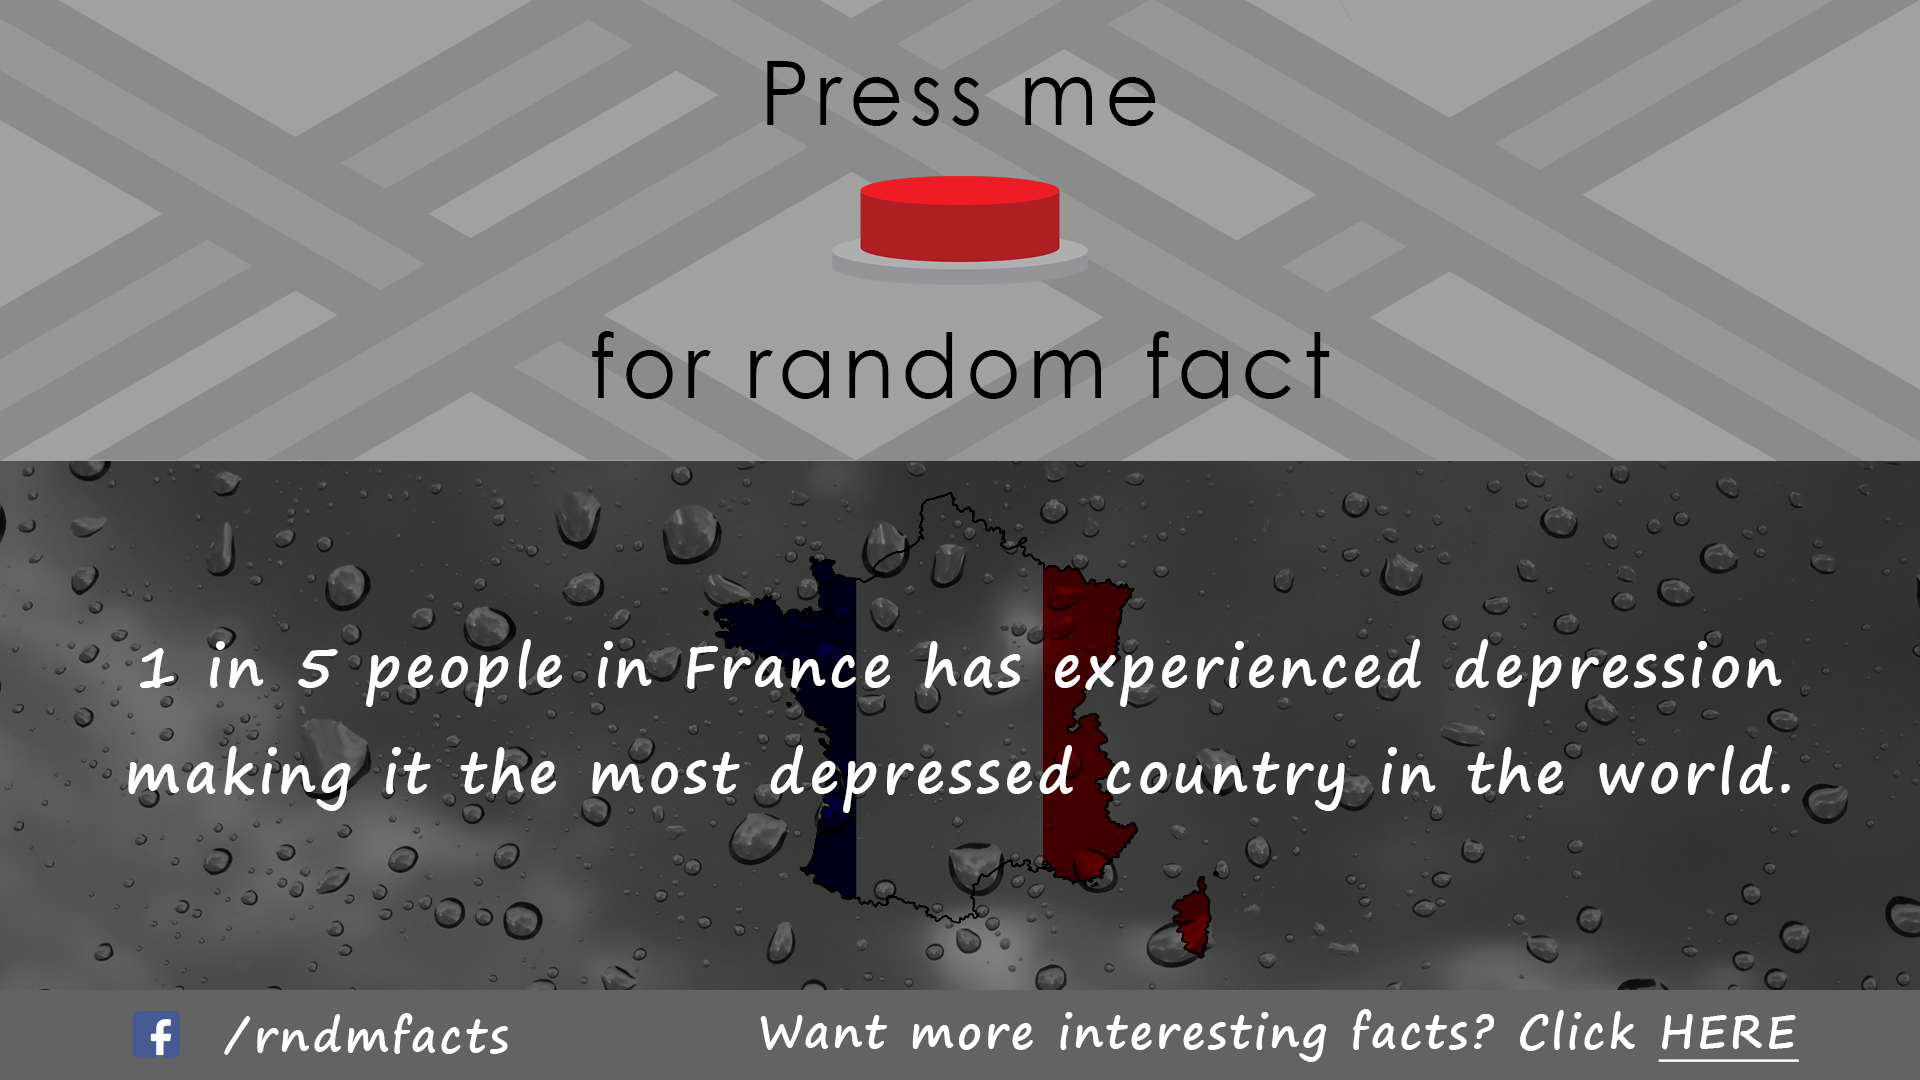 Press me
for random fact
1 in 5 people in France has experienced depression
making it the most depressed country in the world.
f /rndmfacts
Want more interesting facts? Click HERE